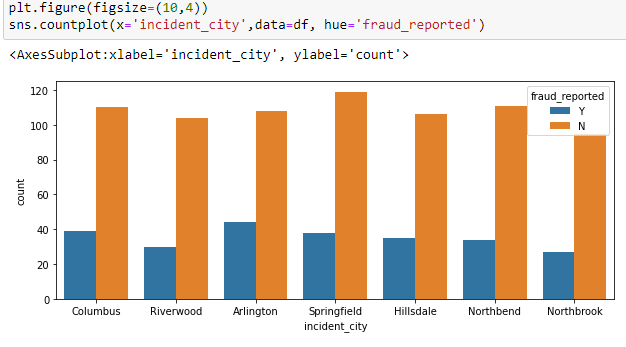 plt.figure(figsize=(10,4))
sns.countplot(x='incident_city',data=df, hue='fraud_reported')
<AxesSubplot:xlabel='incident_city', ylabel='count'>
fraud_reported
Y
N
120
100
80
60
40
20
0
count
Columbus Riverwood Arlington Springfield Hillsdale Northbend Northbrook
incident_city